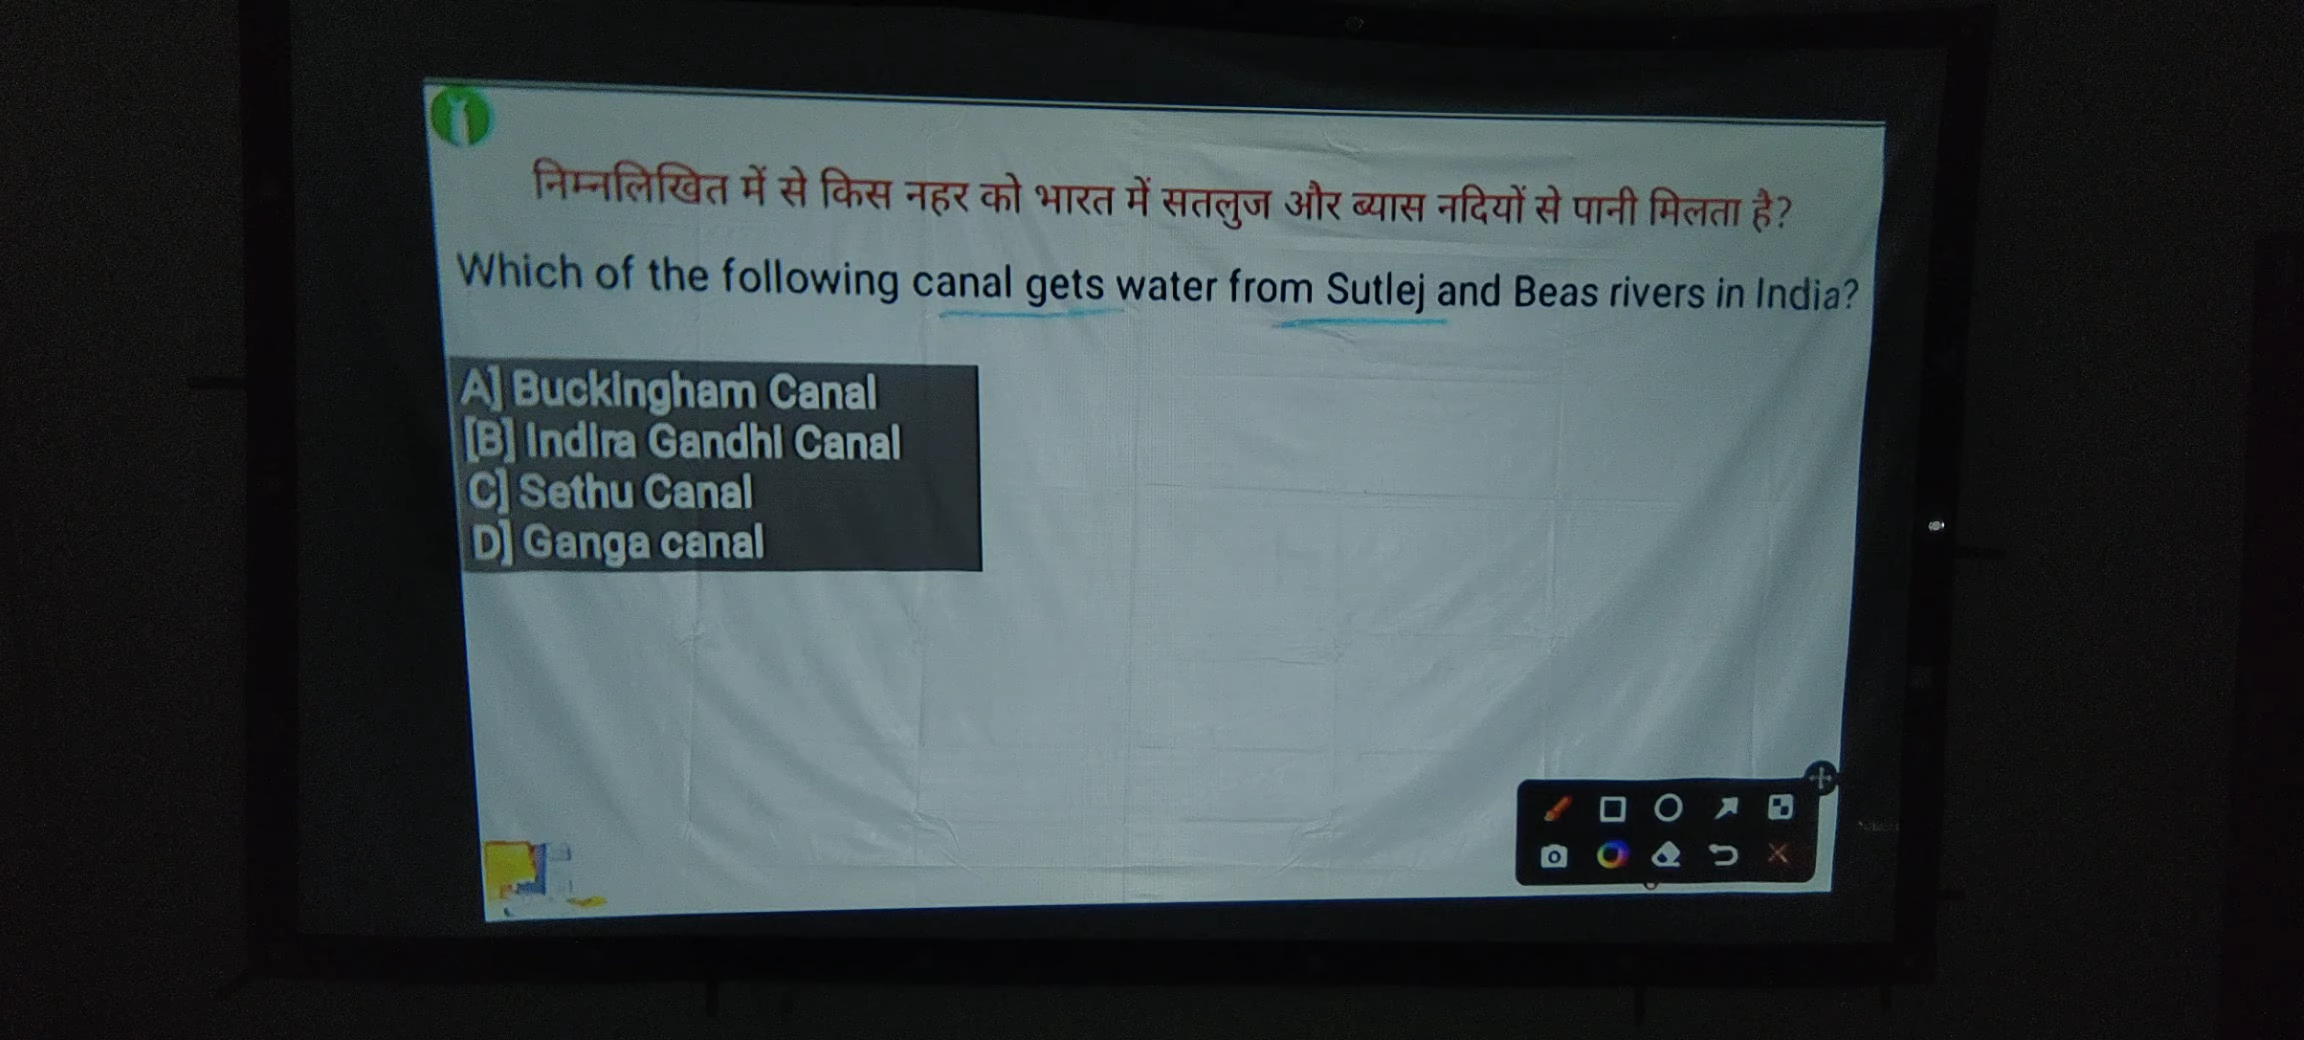 निम्नलिखित में से किस नहर को भारत में सतलुज और ब्यास नदियों से पानी मिलता है?
Which of the following canal gets water from Sutlej and Beas rivers in India?
A] Buckingham Canal
[B] Indira Gandhi Canal
C] Sethu Canal
D] Ganga canal